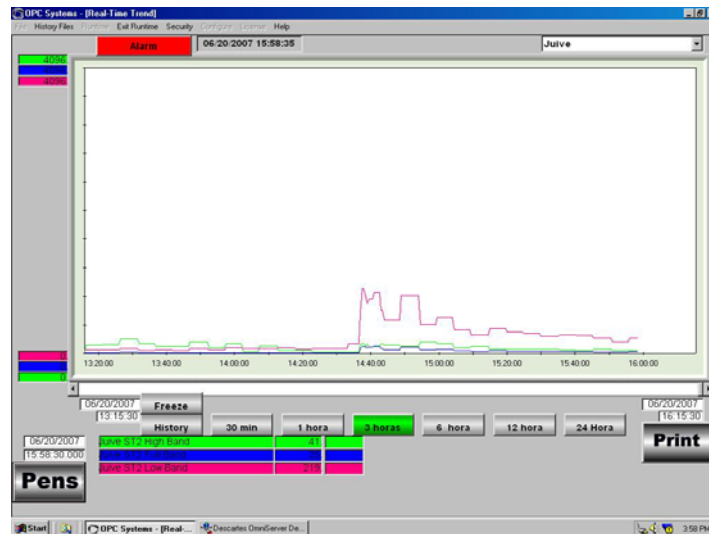 OPC Systems - [Real-Time Trend]
File History Files Runtime Exit Runtime Security Configure License Help
Alarm 06/20/2007 15:58:35 Juive
4096
4096
4096
0
0
0
13:20:00 13:40:00 14:00:00 14:20:00 14:40:00 15:00:00 15:20:00 15:40:00 16:00:00
06/20/2007 06/20/2007
13:15:30 16:15:30
Freeze
History 30 min 1 hora 3 horas 6 hora 12 hora 24 Hora
Print
06/20/2007 Juive ST2 High Band 41
15:58:30.000 Juive ST2 Band
Juive ST2 Low Band 219
Pens
Start OPC Systems - [Real-... Descartes OmniServer De... 3:58 PM